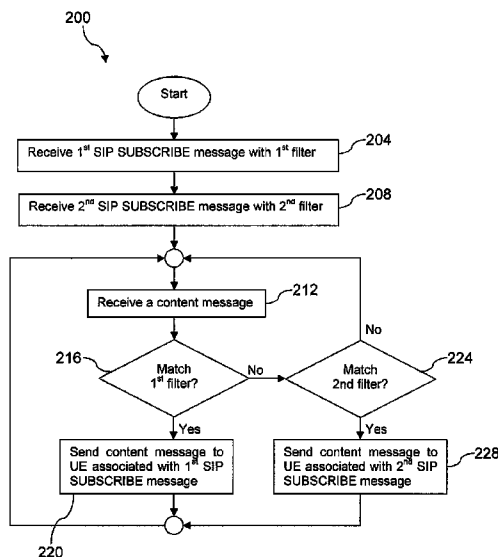 200
Start
Receive 1st SIP SUBSCRIBE message with 1st filter
204
Receive 2nd SIP SUBSCRIBE message with 2nd filter
208
Receive a content message
212
No
216
Match
1st filter?
No
Match
2nd filter?
224
Yes
Yes
Send content message to
UE associated with 1st SIP
SUBSCRIBE message
Send content message to
UE associated with 2nd SIP
SUBSCRIBE message
228
220